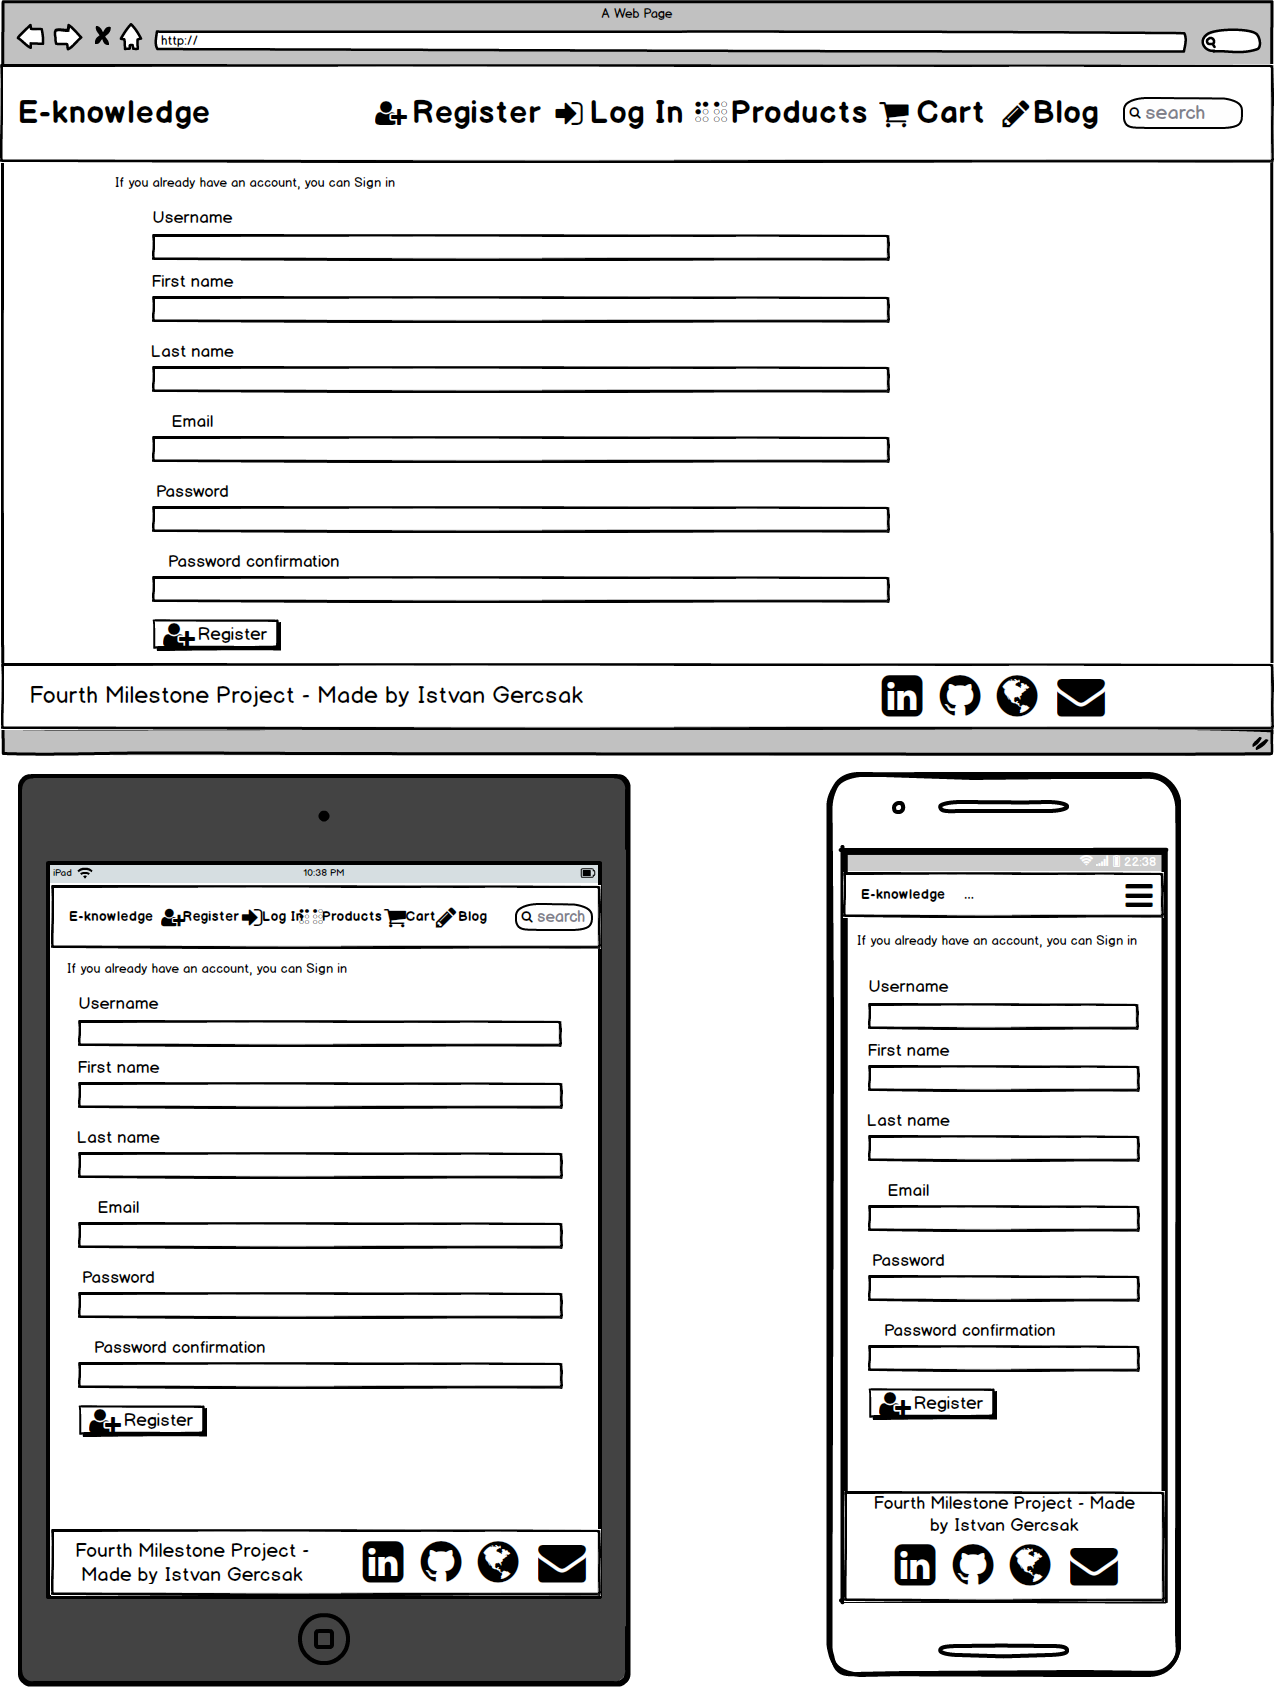 A Web Page
http://
E-knowledge Register Log In Products Cart Blog search
If you already have an account, you can Sign in
Username
First name
Last name
Email
Password
Password confirmation
Register
Fourth Milestone Project - Made by Istvan Gercsak
iPad 10:38 PM
E-knowledge Register Log In Products Cart Blog search
If you already have an account, you can Sign in
Username
First name
Last name
Email
Password
Password confirmation
Register
Fourth Milestone Project -
Made by Istvan Gercsak
22:38
E-knowledge ...
If you already have an account, you can Sign in
Username
First name
Last name
Email
Password
Password confirmation
Register
Fourth Milestone Project - Made
by Istvan Gercsak